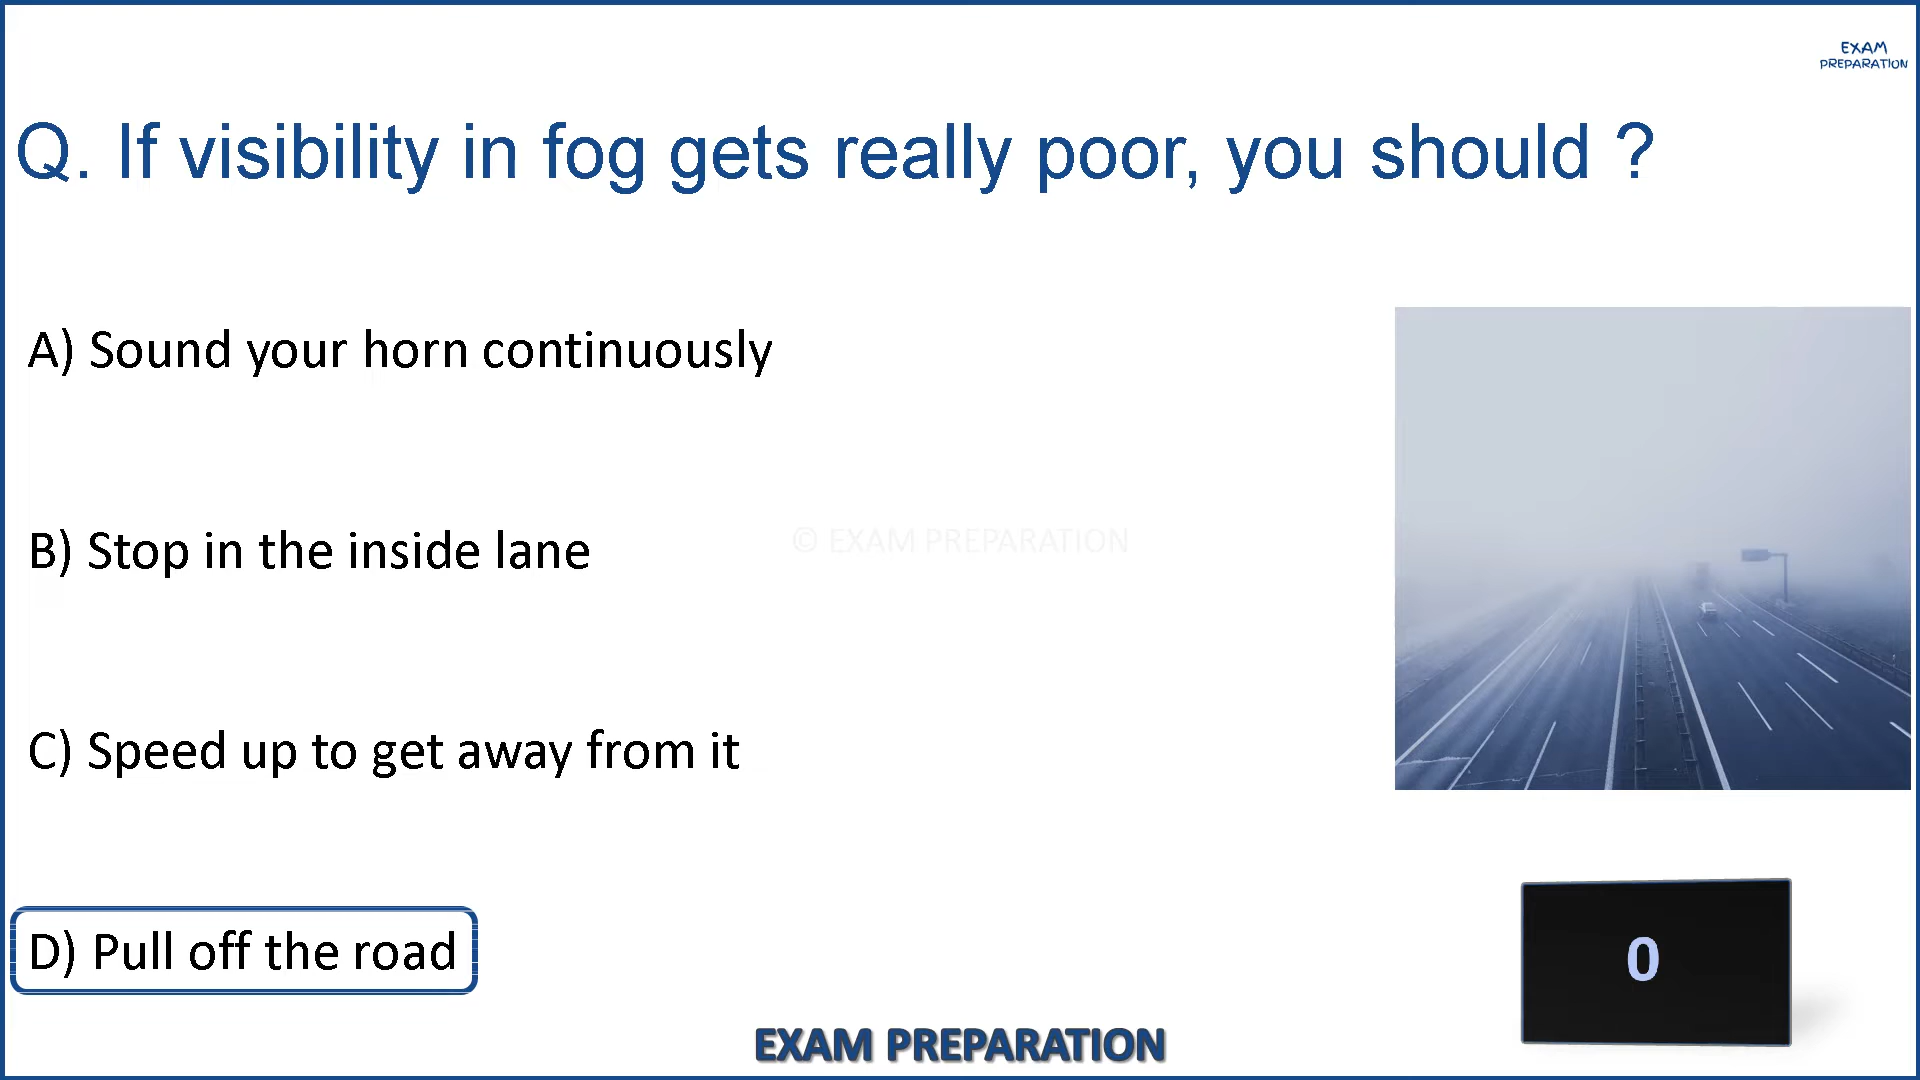 EXAM
PREPARATION
Q. If visibility in fog gets really poor, you should ?
A) Sound your horn continuously
B) Stop in the inside lane
© EXAM PREPARATION
C) Speed up to get away from it
D) Pull off the road
0
EXAM PREPARATION